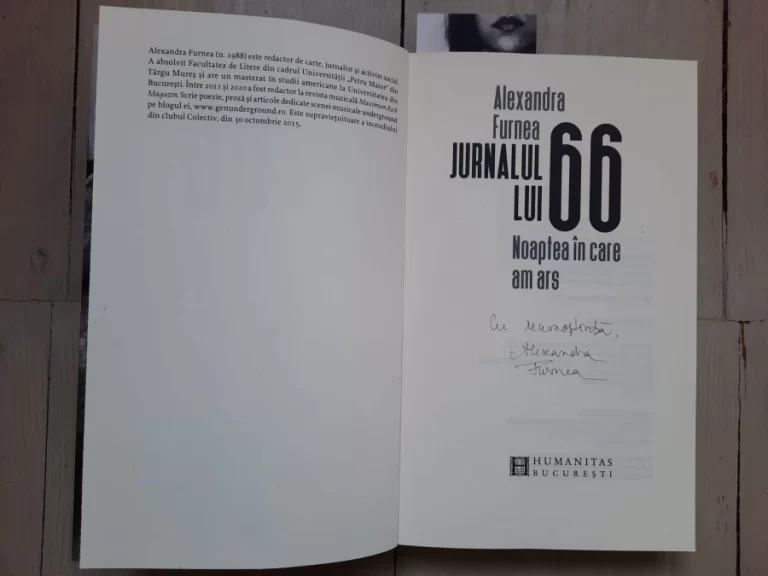 Alexandra Furnea (n. 1988) este redactor de carte, jurnalist și activist social.
A absolvit Facultatea de Litere din cadrul Universității „Petru Maior” din
Târgu Mureș și are un masterat în studii americane la Universitatea din
București. Între 2011 și 2020 a fost redactor la revista muzicală Maximum Rock
Magazin. Scrie poezie, proză și articole dedicate scenei muzicale underground
pe blogul ei, www.genunderground.ro. Este supraviețuitoare a incendiului
din clubul Colectiv, din 30 octombrie 2015.
Alexandra
Furnea
JURNALUL
LUI
66
Noaptea în care
am ars
Cu recunoștință,
Alexandra
Furnea
HUMANITAS
BUCUREȘTI